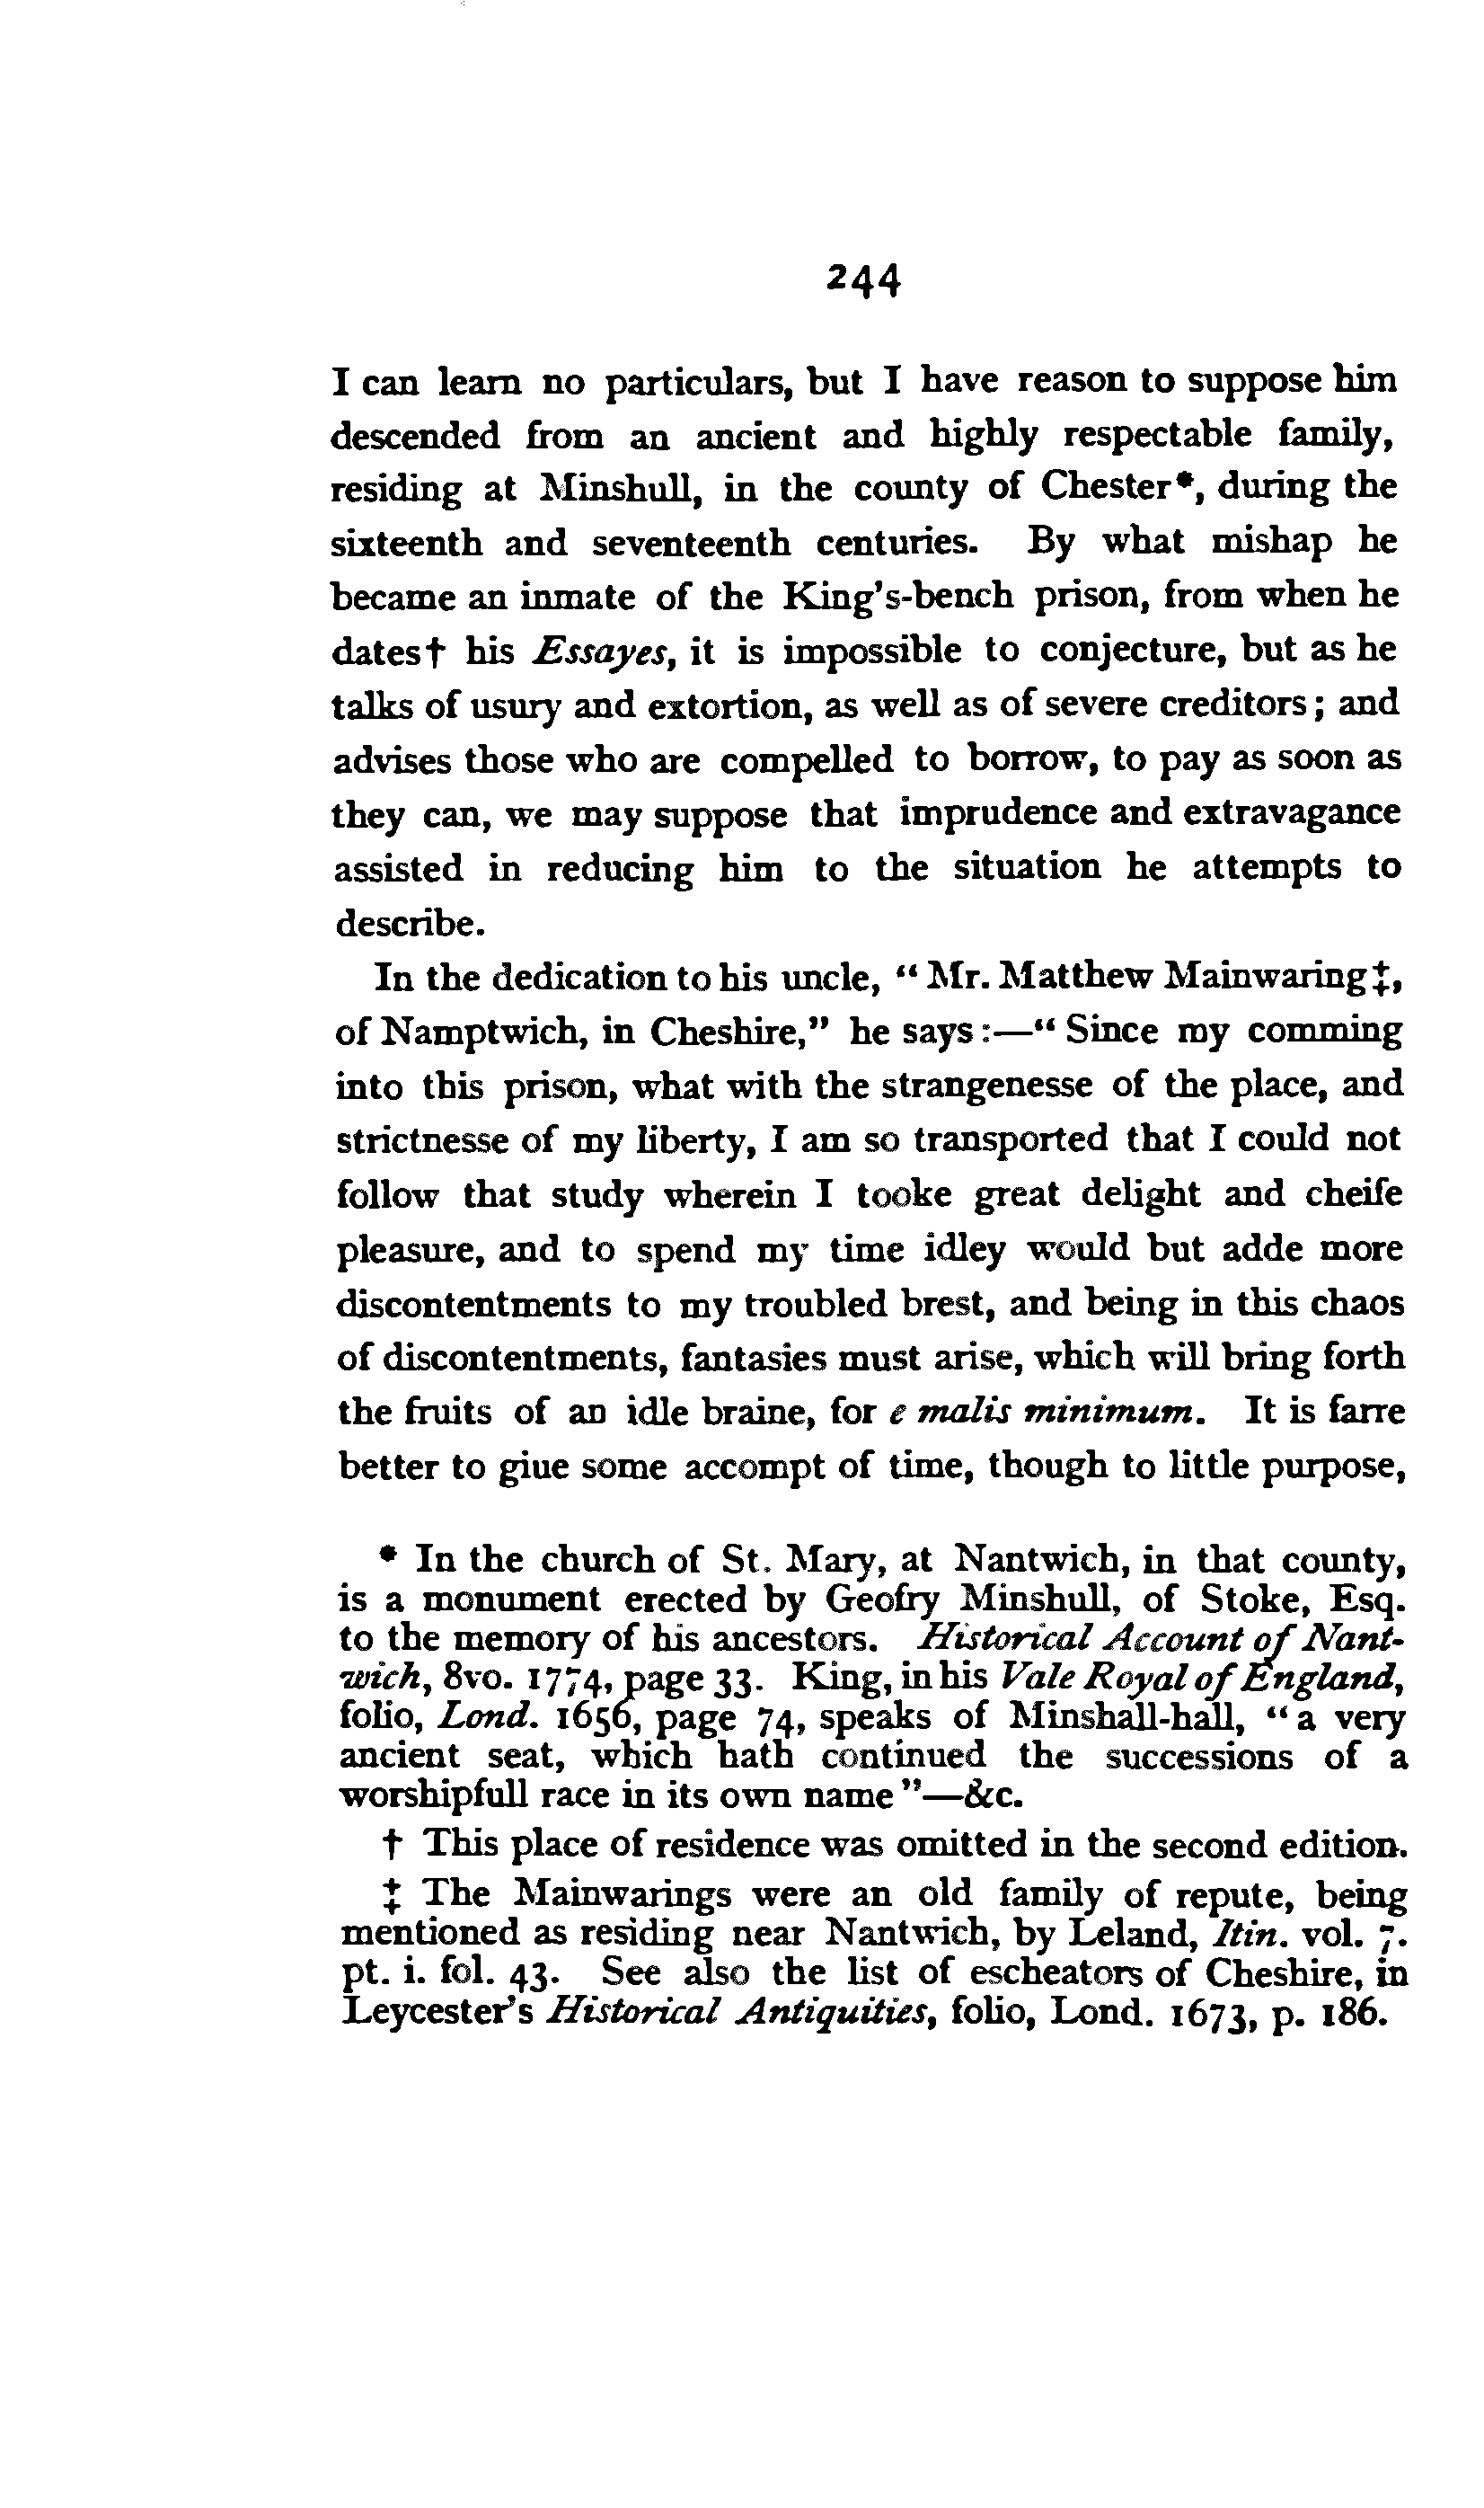 244
I can learn no particulars, but I have reason to suppose him
descended from an ancient and highly respectable family,
residing at Minshull, in the county of Chester*, during the
sixteenth and seventeenth centuries. By what mishap he
became an inmate of the King's-bench prison, from when he
dates† his Essayes, it is impossible to conjecture, but as he
talks of usury and extortion, as well as of severe creditors; and
advises those who are compelled to borrow, to pay as soon as
they can, we may suppose that imprudence and extravagance
assisted in reducing him to the situation he attempts to
describe.
In the dedication to his uncle, "Mr. Matthew Mainwaring‡,
of Namptwich, in Cheshire," he says:—"Since my comming
into this prison, what with the strangenesse of the place, and
strictnesse of my liberty, I am so transported that I could not
follow that study wherein I tooke great delight and cheife
pleasure, and to spend my time idley would but adde more
discontentments to my troubled brest, and being in this chaos
of discontentments, fantasies must arise, which will bring forth
the fruits of an idle braine, for e malis minimum. It is farre
better to giue some accompt of time, though to little purpose,
* In the church of St. Mary, at Nantwich, in that county,
is a monument erected by Geofry Minshull, of Stoke, Esq.
to the memory of his ancestors. Historical Account of Nant-
wich, 8vo. 1774, page 33. King, in his Vale Royal of England,
folio, Lond. 1656, page 74, speaks of Minshall-hall, "a very
ancient seat, which hath continued the successions of a
worshipfull race in its own name"—&c.
† This place of residence was omitted in the second edition.
‡ The Mainwarings were an old family of repute, being
mentioned as residing near Nantwich, by Leland, Itin. vol. 7.
pt. i. fol. 43. See also the list of escheators of Cheshire, in
Leycester's Historical Antiquities, folio, Lond. 1673, p. 186.